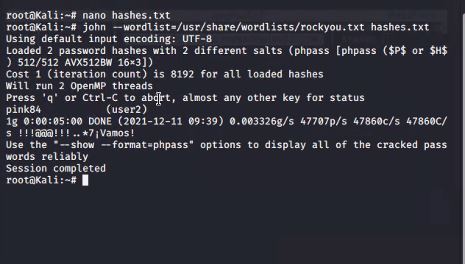 root@Kali:~# nano hashes.txt
root@Kali:~# john --wordlist=/usr/share/wordlists/rockyou.txt hashes.txt
Using default input encoding: UTF-8
Loaded 2 password hashes with 2 different salts (phpass [phpass ($P$ or $H$
) 512/512 AVX512BW 16×3])
Cost 1 (iteration count) is 8192 for all loaded hashes
Will run 2 OpenMP threads
Press 'q' or Ctrl-C to abort, almost any other key for status
pink84           (user2)
1g 0:00:05:00 DONE (2021-12-11 09:39) 0.003326g/s 47707p/s 47860c/s 47860C/
s !!!@@@!!!..*7¡Vamos!
Use the "--show --format=phpass" options to display all of the cracked pass
words reliably
Session completed
root@Kali:~#